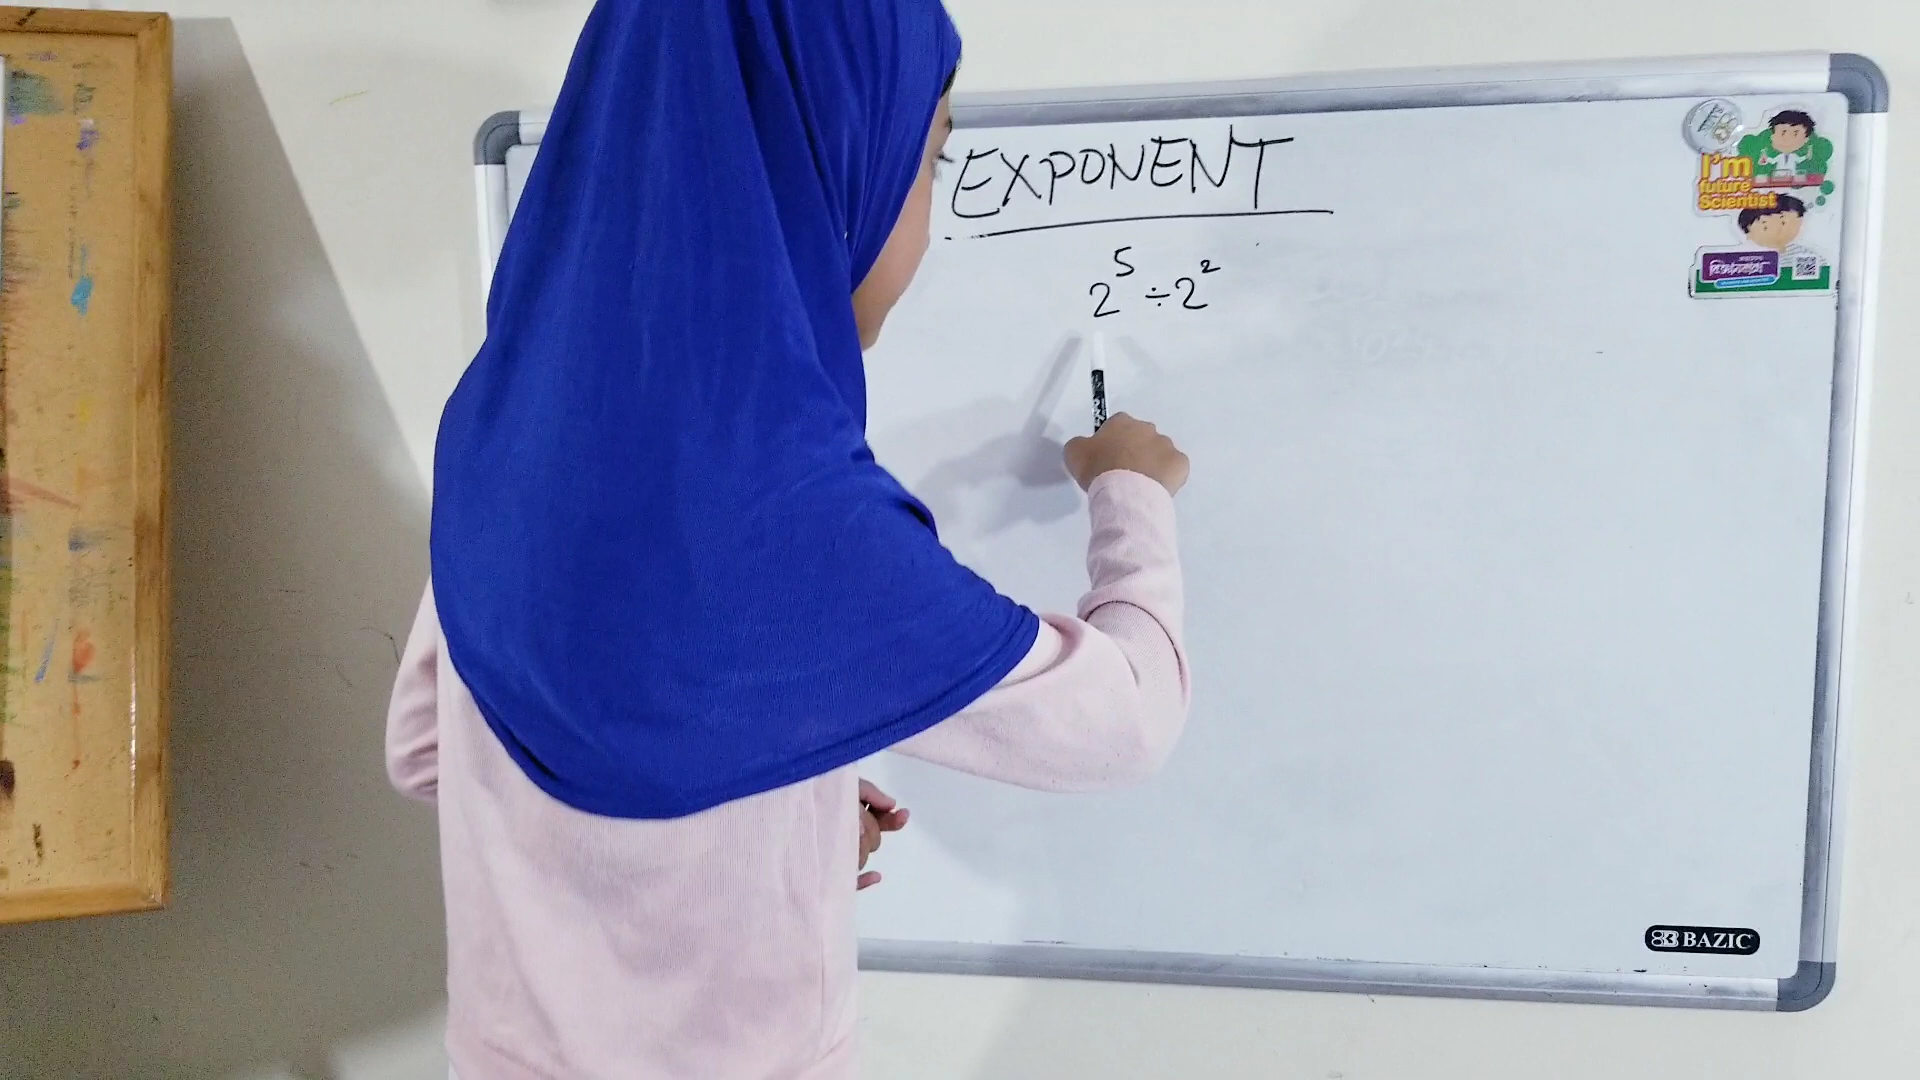 EXPONENT
2⁵ ÷ 2²
I'm
future
Scientist
BAZIC